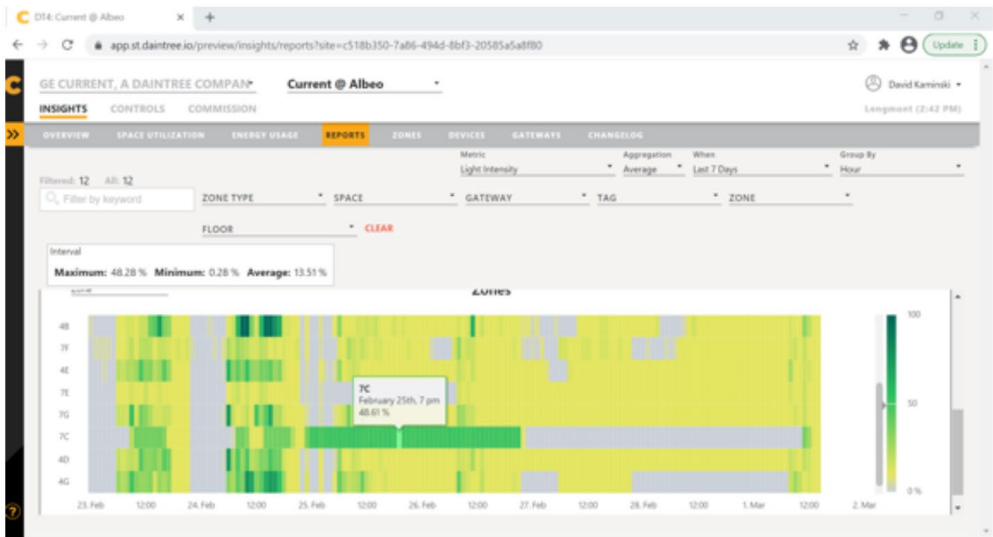 DT4: Current @ Albeo
app.st.daintree.io/preview/insights/reports?site=c518b350-7a86-494d-8bf3-20585a5a8f80
Update
GE CURRENT, A DAINTREE COMPAN
Current @ Albeo
David Kaminski
INSIGHTS CONTROLS COMMISSION
Longmont (2:42 PM)
OVERVIEW SPACE UTILIZATION ENERGY USAGE REPORTS ZONES DEVICES GATEWAYS CHANGELOG
Metric Aggregation When Group By
Light Intensity Average Last 7 Days Hour
Filtered: 12 All: 12
Filter by keyword ZONE TYPE SPACE GATEWAY TAG ZONE
FLOOR CLEAR
Interval
Maximum: 48.28 % Minimum: 0.28 % Average: 13.51 %
Zones
4B
7F
4E
7E
7G
7C
4D
4G
7C
February 25th, 7 pm
48.61 %
100
50
0 %
23. Feb 12:00 24. Feb 12:00 25. Feb 12:00 26. Feb 12:00 27. Feb 12:00 28. Feb 12:00 1. Mar 12:00 2. Mar